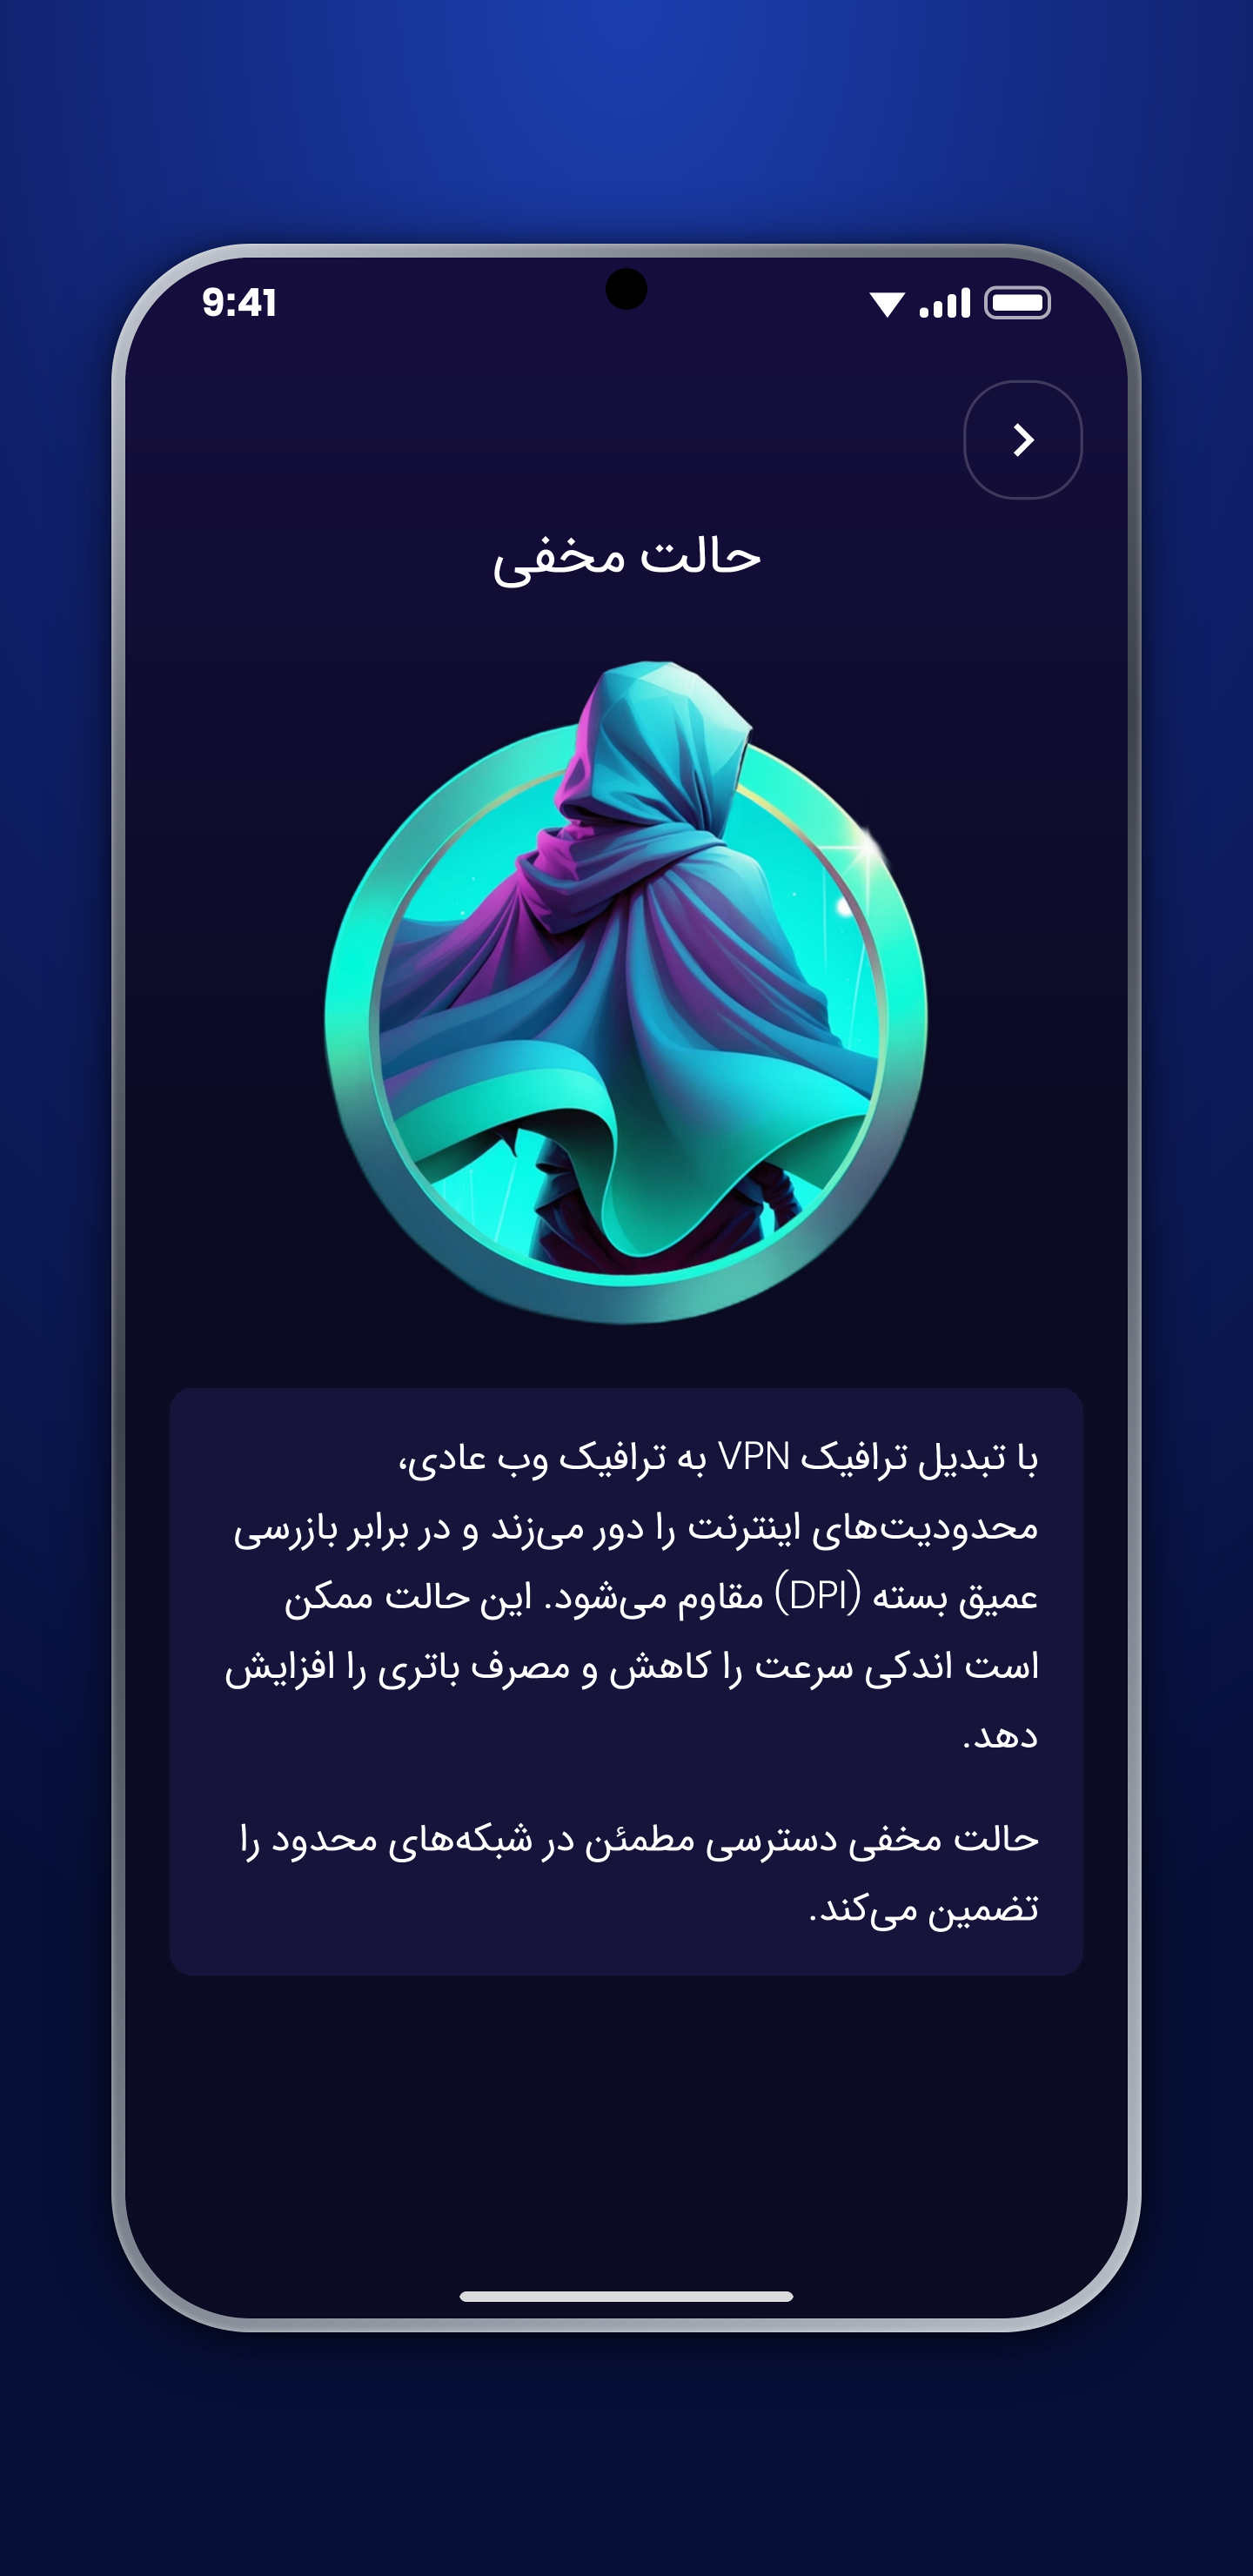 9:41
حالت مخفی
با تبدیل ترافیک VPN به ترافیک وب عادی،
محدودیت‌های اینترنت را دور می‌زند و در برابر بازرسی
عمیق بسته (DPI) مقاوم می‌شود. این حالت ممکن
است اندکی سرعت را کاهش و مصرف باتری را افزایش
دهد.
حالت مخفی دسترسی مطمئن در شبکه‌های محدود را
تضمین می‌کند.